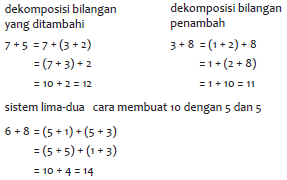 dekomposisi bilangan
yang ditambahi
7 + 5 = 7 + (3 + 2)
= (7 + 3) + 2
= 10 + 2 = 12
dekomposisi bilangan
penambah
3 + 8 = (1 + 2) + 8
= 1 + (2 + 8)
= 1 + 10 = 11
sistem lima-dua cara membuat 10 dengan 5 dan 5
6 + 8 = (5 + 1) + (5 + 3)
= (5 + 5) + (1 + 3)
= 10 + 4 = 14